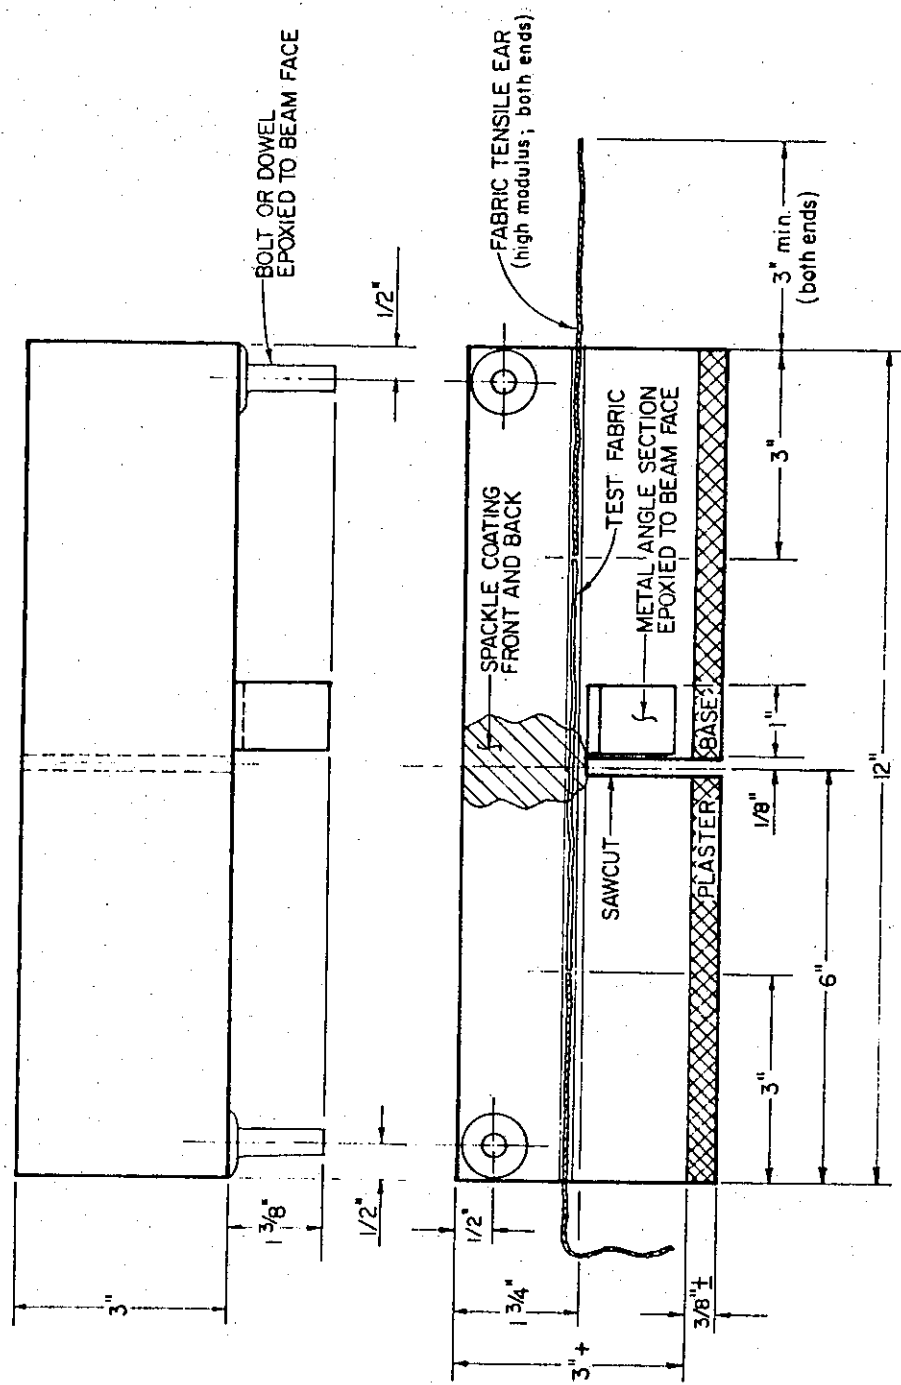 BOLT OR DOWEL
EPOXIED TO BEAM FACE
1/2"
3"
1 3/8"
1/2"
FABRIC TENSILE EAR
(high modulus; both ends)
SPACKLE COATING
FRONT AND BACK
TEST FABRIC
METAL ANGLE SECTION
EPOXIED TO BEAM FACE
SAWCUT
PLASTER
BASE
1/2"
1 3/4"
3"+
3/8"±
3" min.
(both ends)
3"
1"
1/8"
3"
6"
12"